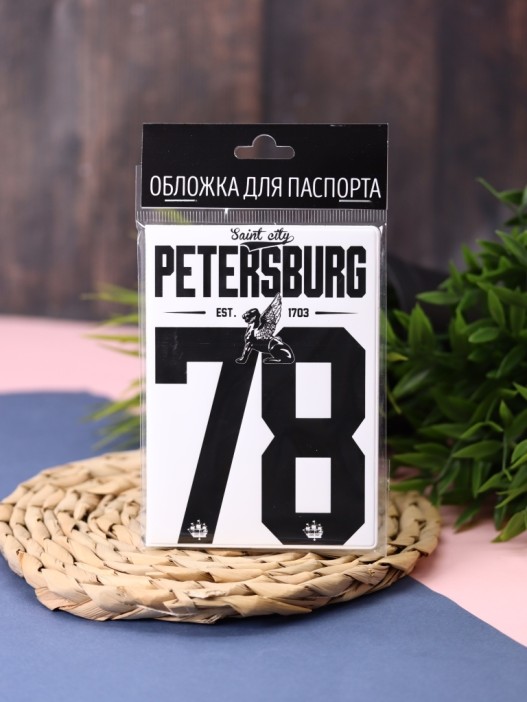 ОБЛОЖКА ДЛЯ ПАСПОРТА
Saint city
PETERSBURG
EST. 1703
78